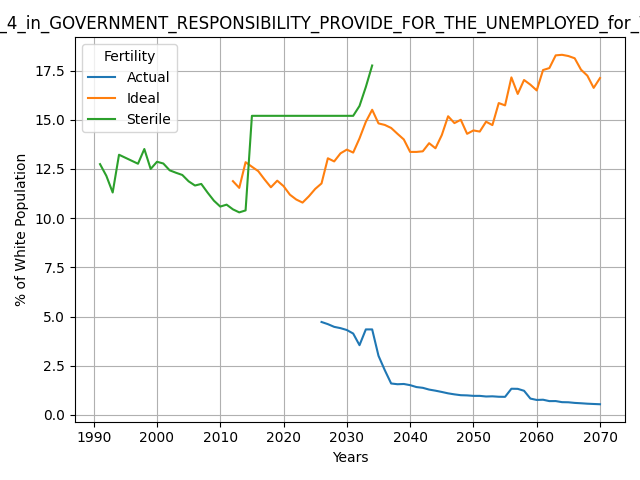 _4_in_GOVERNMENT_RESPONSIBILITY_PROVIDE_FOR_THE_UNEMPLOYED_for_
Fertility
Actual
Ideal
Sterile
% of White Population
17.5
15.0
12.5
10.0
7.5
5.0
2.5
0.0
1990 2000 2010 2020 2030 2040 2050 2060 2070
Years